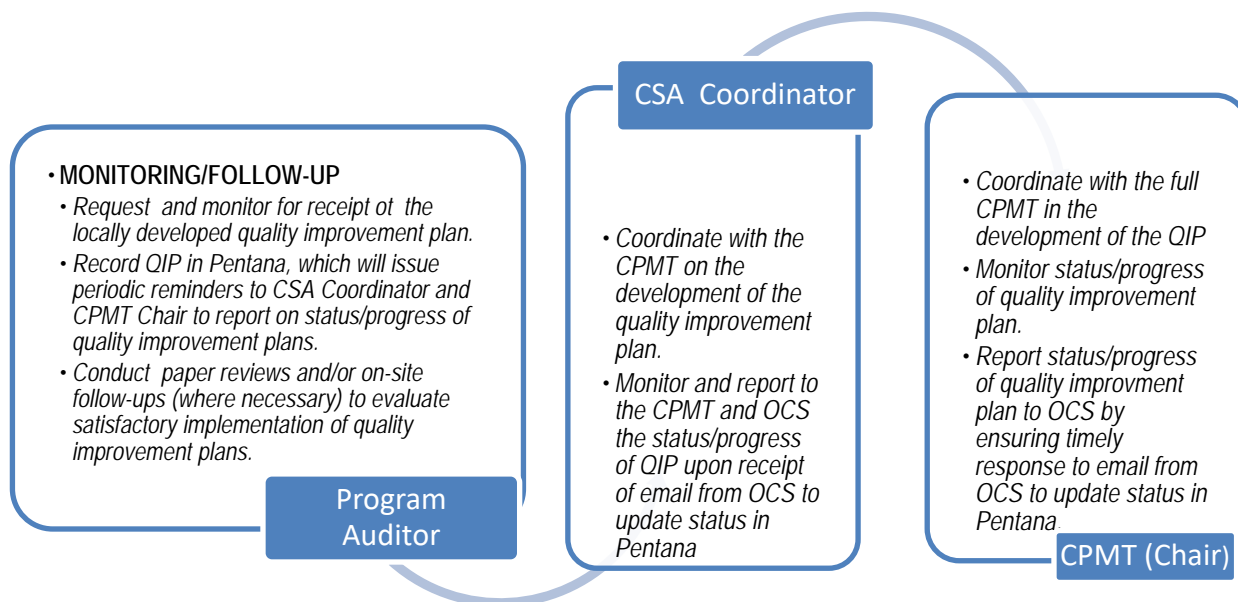 • MONITORING/FOLLOW-UP
• Request and monitor for receipt ot the
locally developed quality improvement plan.
• Record QIP in Pentana, which will issue
periodic reminders to CSA Coordinator and
CPMT Chair to report on status/progress of
quality improvement plans.
• Conduct paper reviews and/or on-site
follow-ups (where necessary) to evaluate
satisfactory implementation of quality
improvement plans.
Program
Auditor
CSA Coordinator
• Coordinate with the
CPMT on the
development of the
quality improvement
plan.
• Monitor and report to
the CPMT and OCS
the status/progress
of QIP upon receipt
of email from OCS to
update status in
Pentana
• Coordinate with the full
CPMT in the
development of the QIP
• Monitor status/progress
of quality improvement
plan.
• Report status/progress
of quality improvment
plan to OCS by
ensuring timely
response to email from
OCS to update status in
Pentana.
CPMT (Chair)